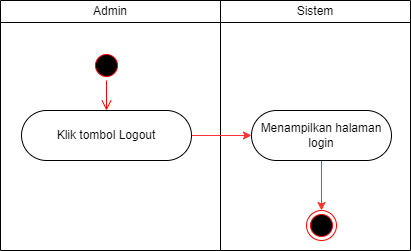 Admin
Sistem
Klik tombol Logout
Menampilkan halaman
login